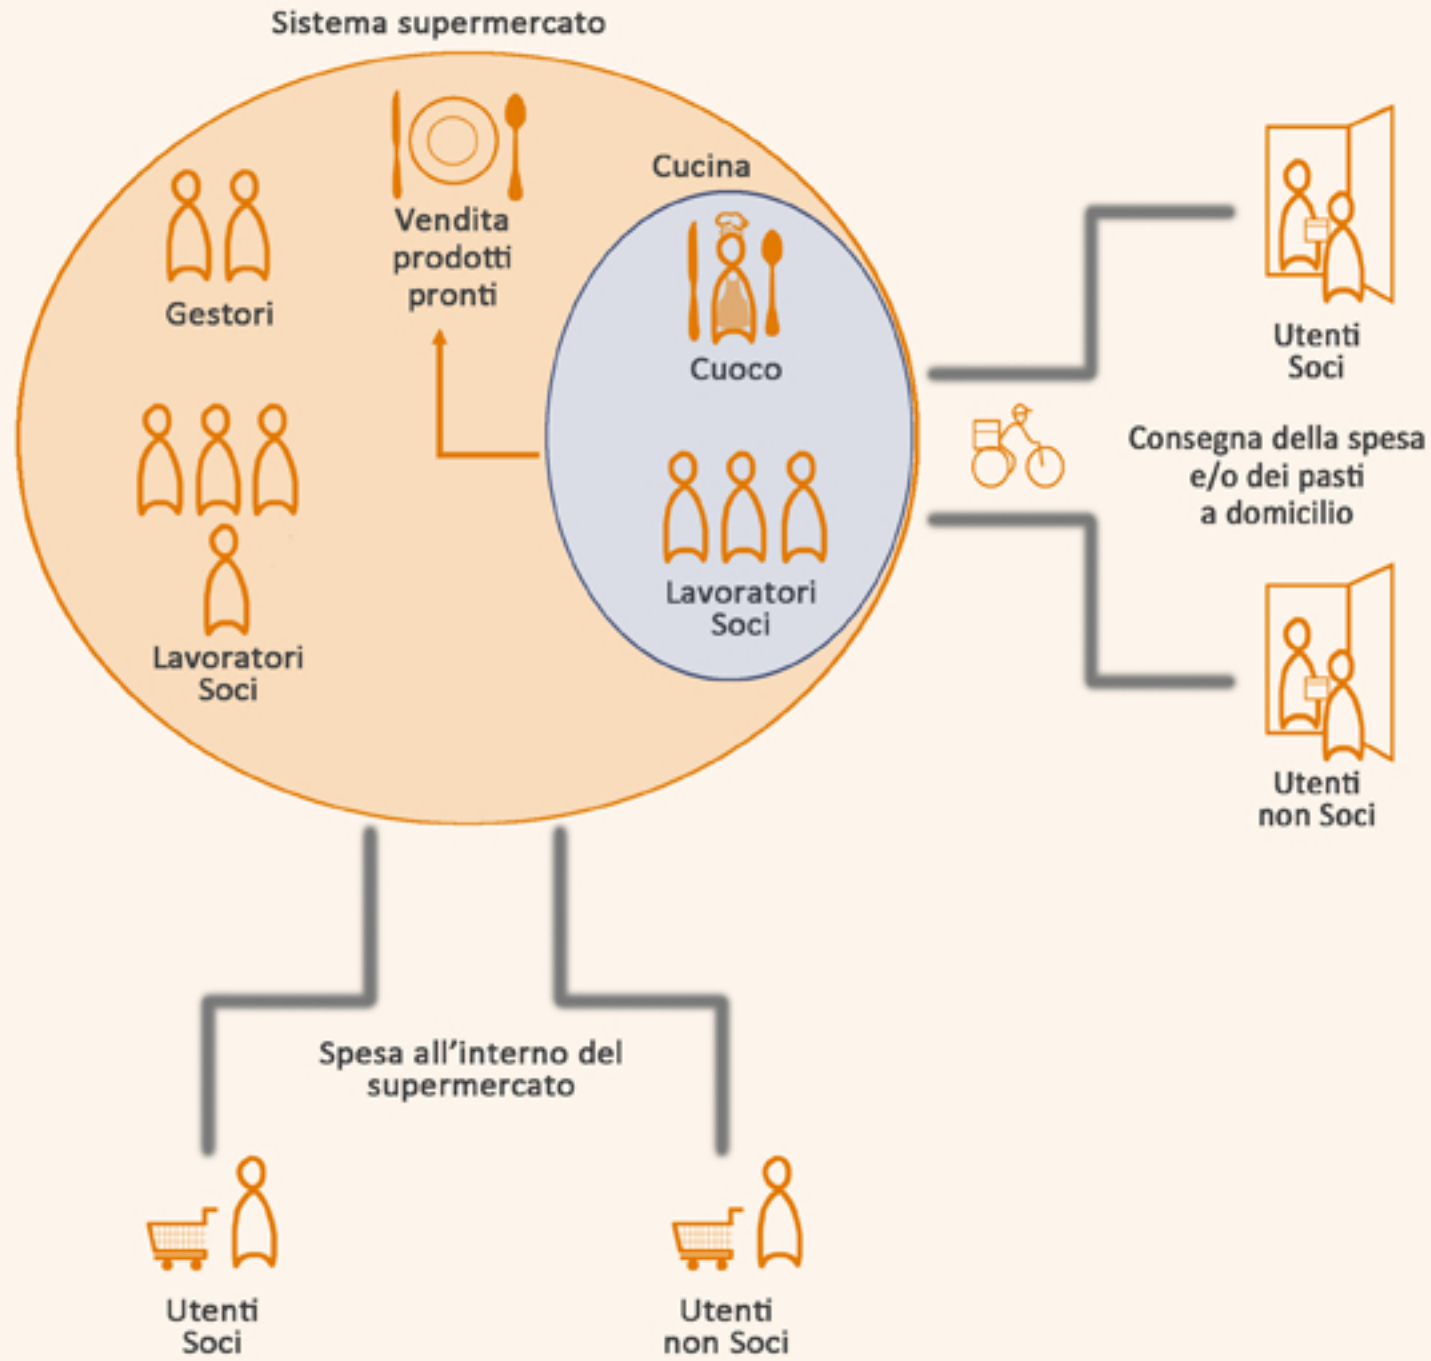 Sistema supermercato
Vendita
prodotti
pronti
Cucina
Gestori
Cuoco
Lavoratori
Soci
Lavoratori
Soci
Utenti
Soci
Consegna della spesa
e/o dei pasti
a domicilio
Utenti
non Soci
Spesa all’interno del
supermercato
Utenti
Soci
Utenti
non Soci